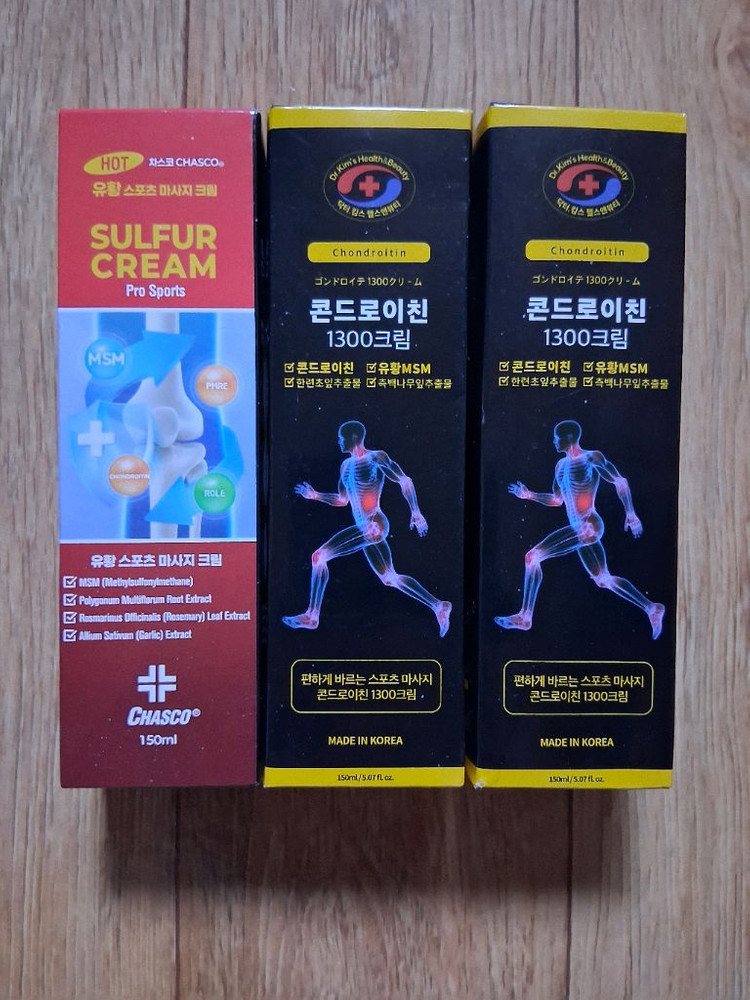 HOT 차스코 CHASCO®
유황 스포츠 마사지 크림
SULFUR
CREAM
Pro Sports
MSM
PMRE
CHONDROITIN
ROLE
유황 스포츠 마사지 크림
MSM (Methylsulfonylmethane)
Polygonum Multiflorum Root Extract
Rosmarinus Officinalis (Rosemary) Leaf Extract
Allium Sativum (Garlic) Extract
CHASCO®
150ml
Dr.Kim's Health&Beauty
닥터 킴스 헬스앤뷰티
Chondroitin
ゴンドロイテ 1300クリーム
콘드로이친
1300크림
콘드로이친 유황MSM
한련초잎추출물 측백나무잎추출물
편하게 바르는 스포츠 마사지
콘드로이친 1300크림
MADE IN KOREA
150ml/5.07 fl. oz.
Dr.Kim's Health&Beauty
닥터 킴스 헬스앤뷰티
Chondroitin
ゴンドロイテ 1300クリーム
콘드로이친
1300크림
콘드로이친 유황MSM
한련초잎추출물 측백나무잎추출물
편하게 바르는 스포츠 마사지
콘드로이친 1300크림
MADE IN KOREA
150ml/5.07 fl. oz.